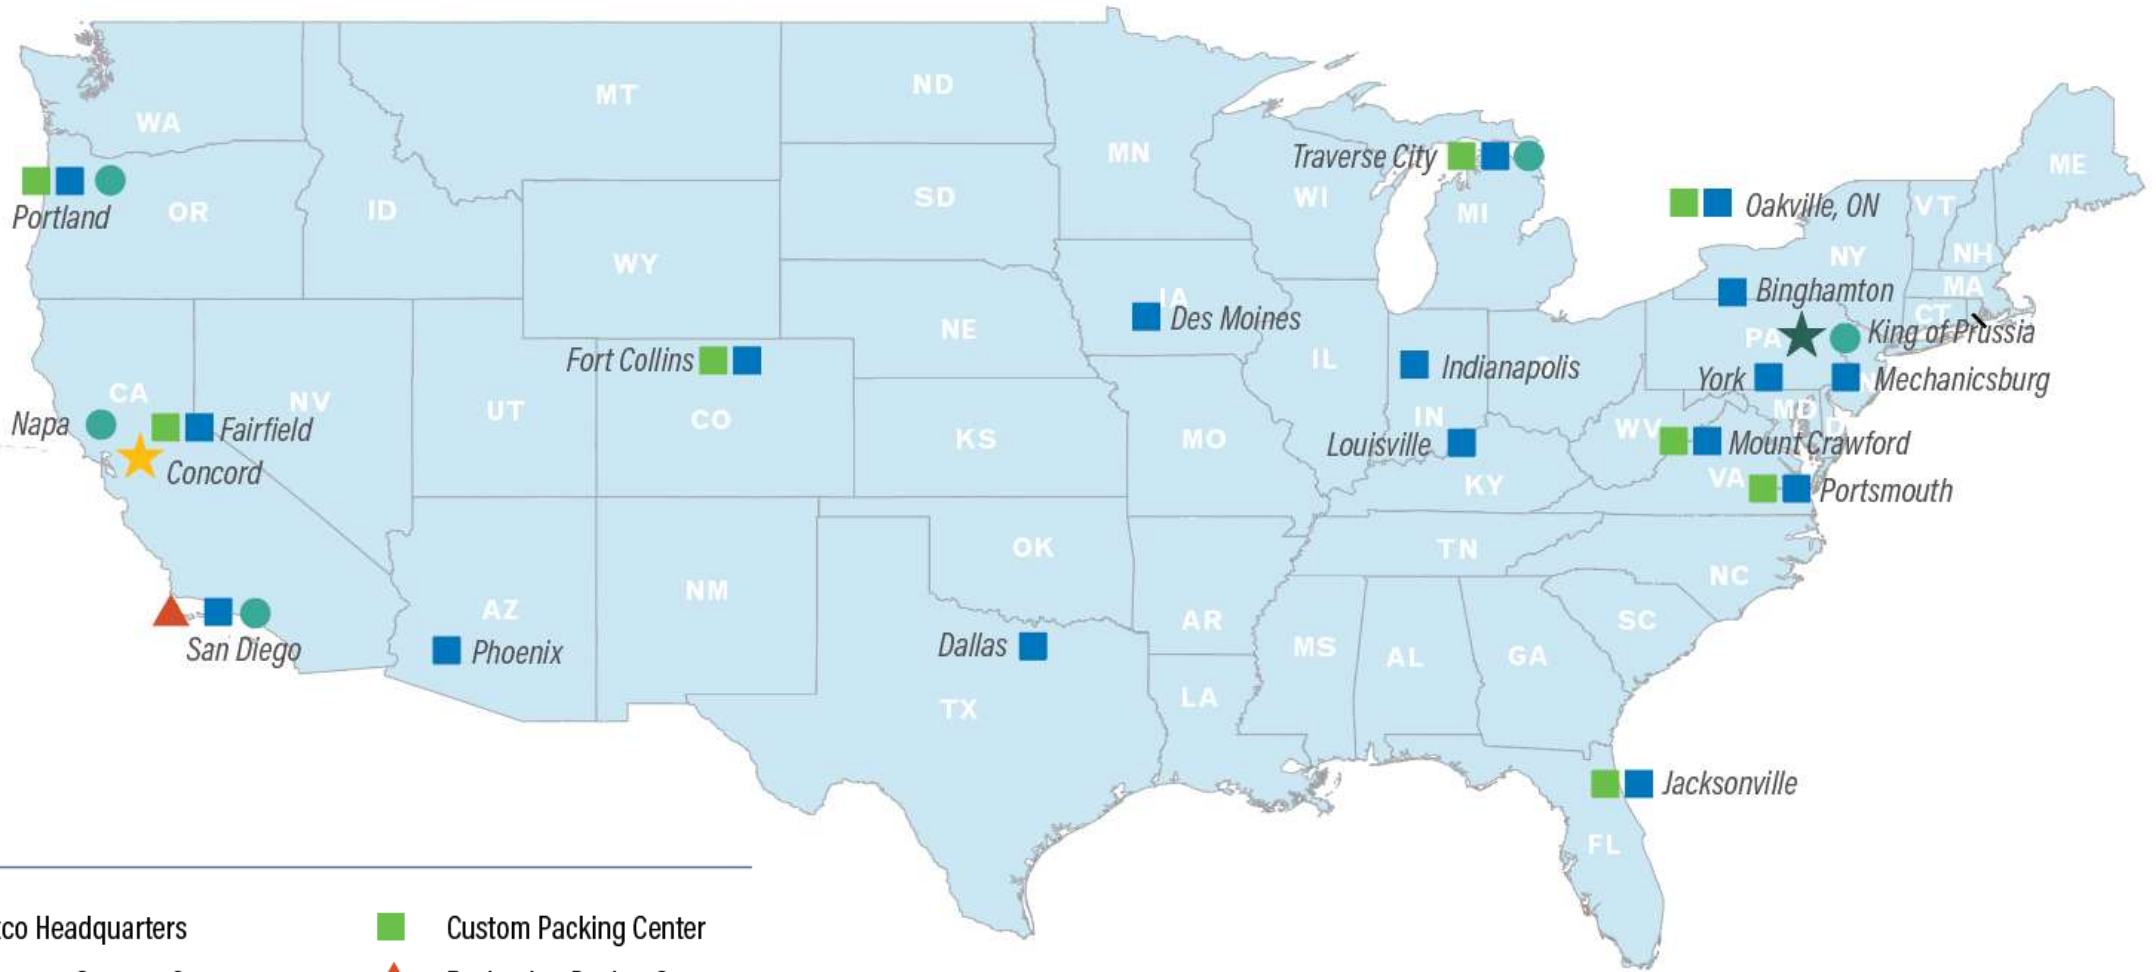 WA
MT
ND
MN
ME
OR
ID
SD
WI
MI
Traverse City
Oakville, ON
VT
NY
NH
MA
CT
Portland
WY
IA
Des Moines
NE
Binghamton
PA
King of Prussia
Fort Collins
IL
Indianapolis
IN
York
Mechanicsburg
CA
NV
UT
CO
KS
MO
Louisville
KY
WV
MD
D
N
Mount Crawford
VA
Portsmouth
Napa
Fairfield
Concord
San Diego
AZ
Phoenix
NM
OK
Dallas
TX
AR
LA
MS
AL
GA
TN
NC
SC
Jacksonville
FL
co Headquarters
Custom Packing Center